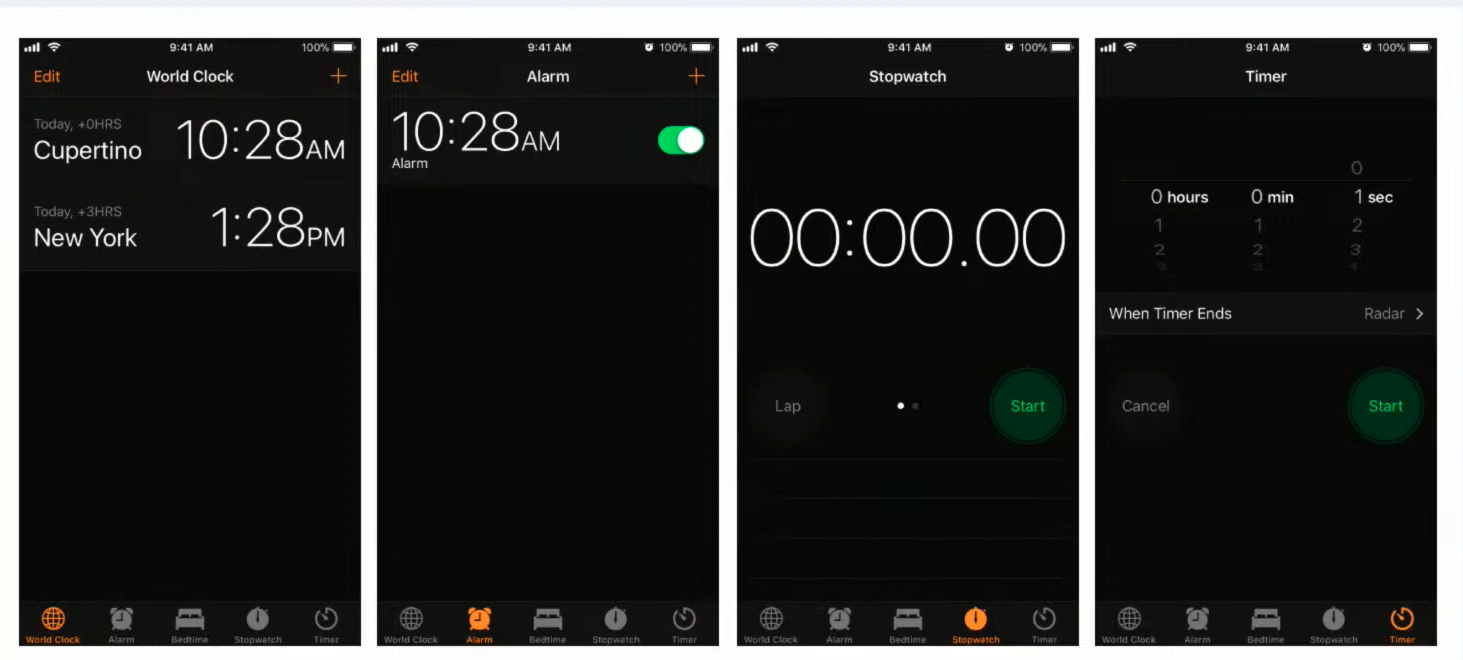 9:41 AM 100%
Edit World Clock +
Today, +0HRS
Cupertino 10:28AM
Today, +3HRS
New York 1:28PM
World Clock Alarm Bedtime Stopwatch Timer
9:41 AM 100%
Edit Alarm +
10:28AM
Alarm
World Clock Alarm Bedtime Stopwatch Timer
9:41 AM 100%
Stopwatch
00:00.00
Lap Start
World Clock Alarm Bedtime Stopwatch Timer
9:41 AM 100%
Timer
0
0 hours 0 min 1 sec
1 1 2
2 2 3
3 3 4
When Timer Ends Radar >
Cancel Start
World Clock Alarm Bedtime Stopwatch Timer